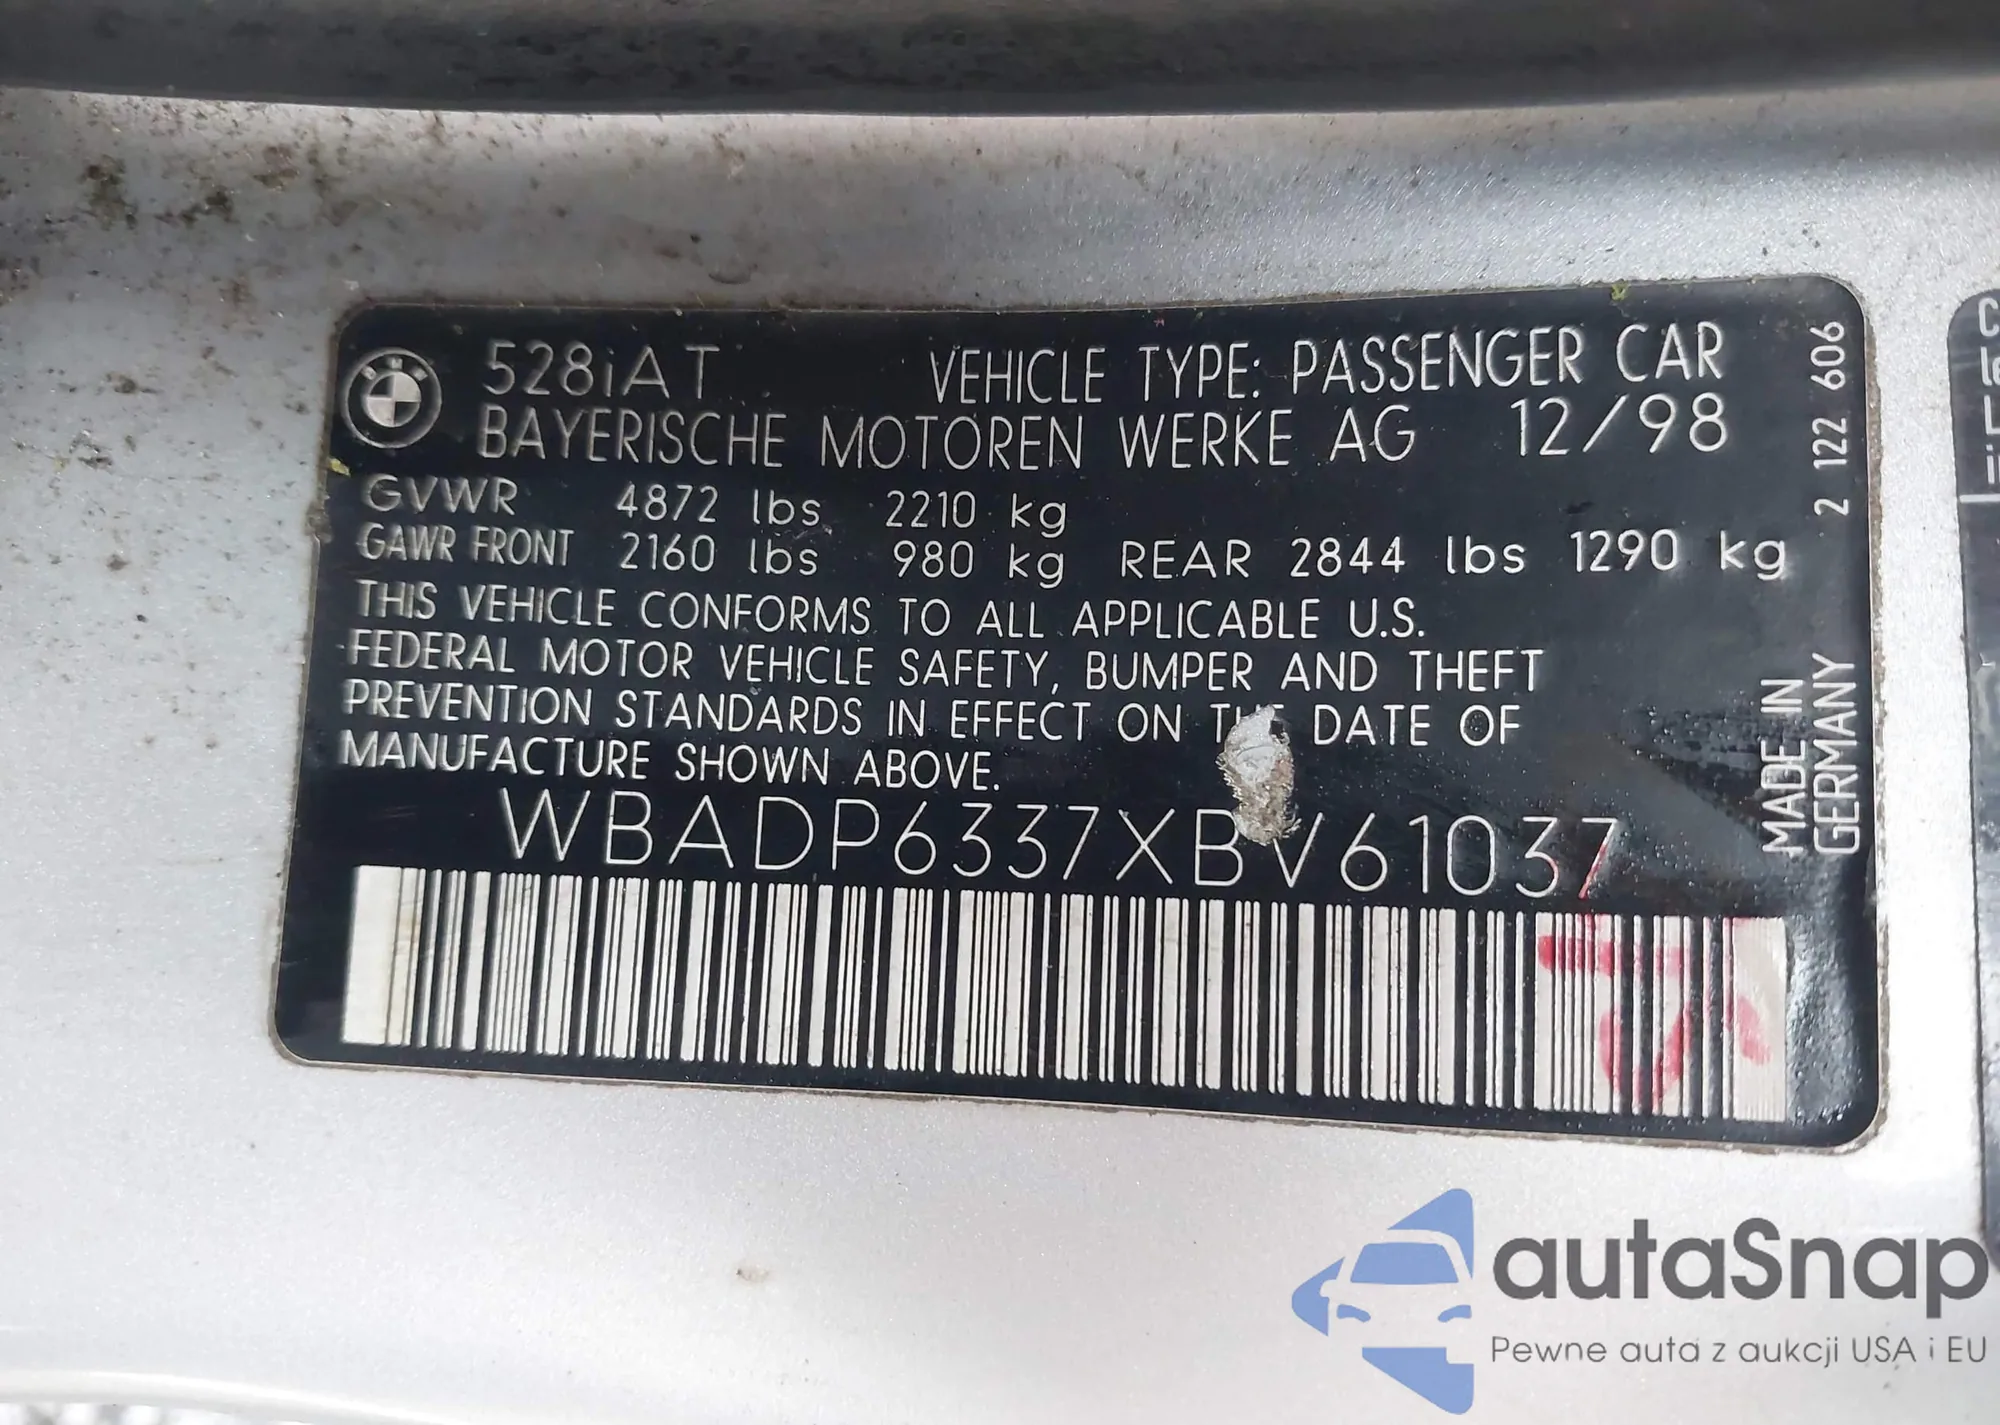 528iAT VEHICLE TYPE: PASSENGER CAR
BAYERISCHE MOTOREN WERKE AG 12/98
GVWR 4872 lbs 2210 kg
GAWR FRONT 2160 lbs 980 kg REAR 2844 lbs 1290 kg
THIS VEHICLE CONFORMS TO ALL APPLICABLE U.S.
FEDERAL MOTOR VEHICLE SAFETY, BUMPER AND THEFT
PREVENTION STANDARDS IN EFFECT ON THE DATE OF
MANUFACTURE SHOWN ABOVE.
WBADP6337XBV61037
2 122 606
MADE IN
GERMANY
autaSnap
Pewne auta z aukcji USA i EU